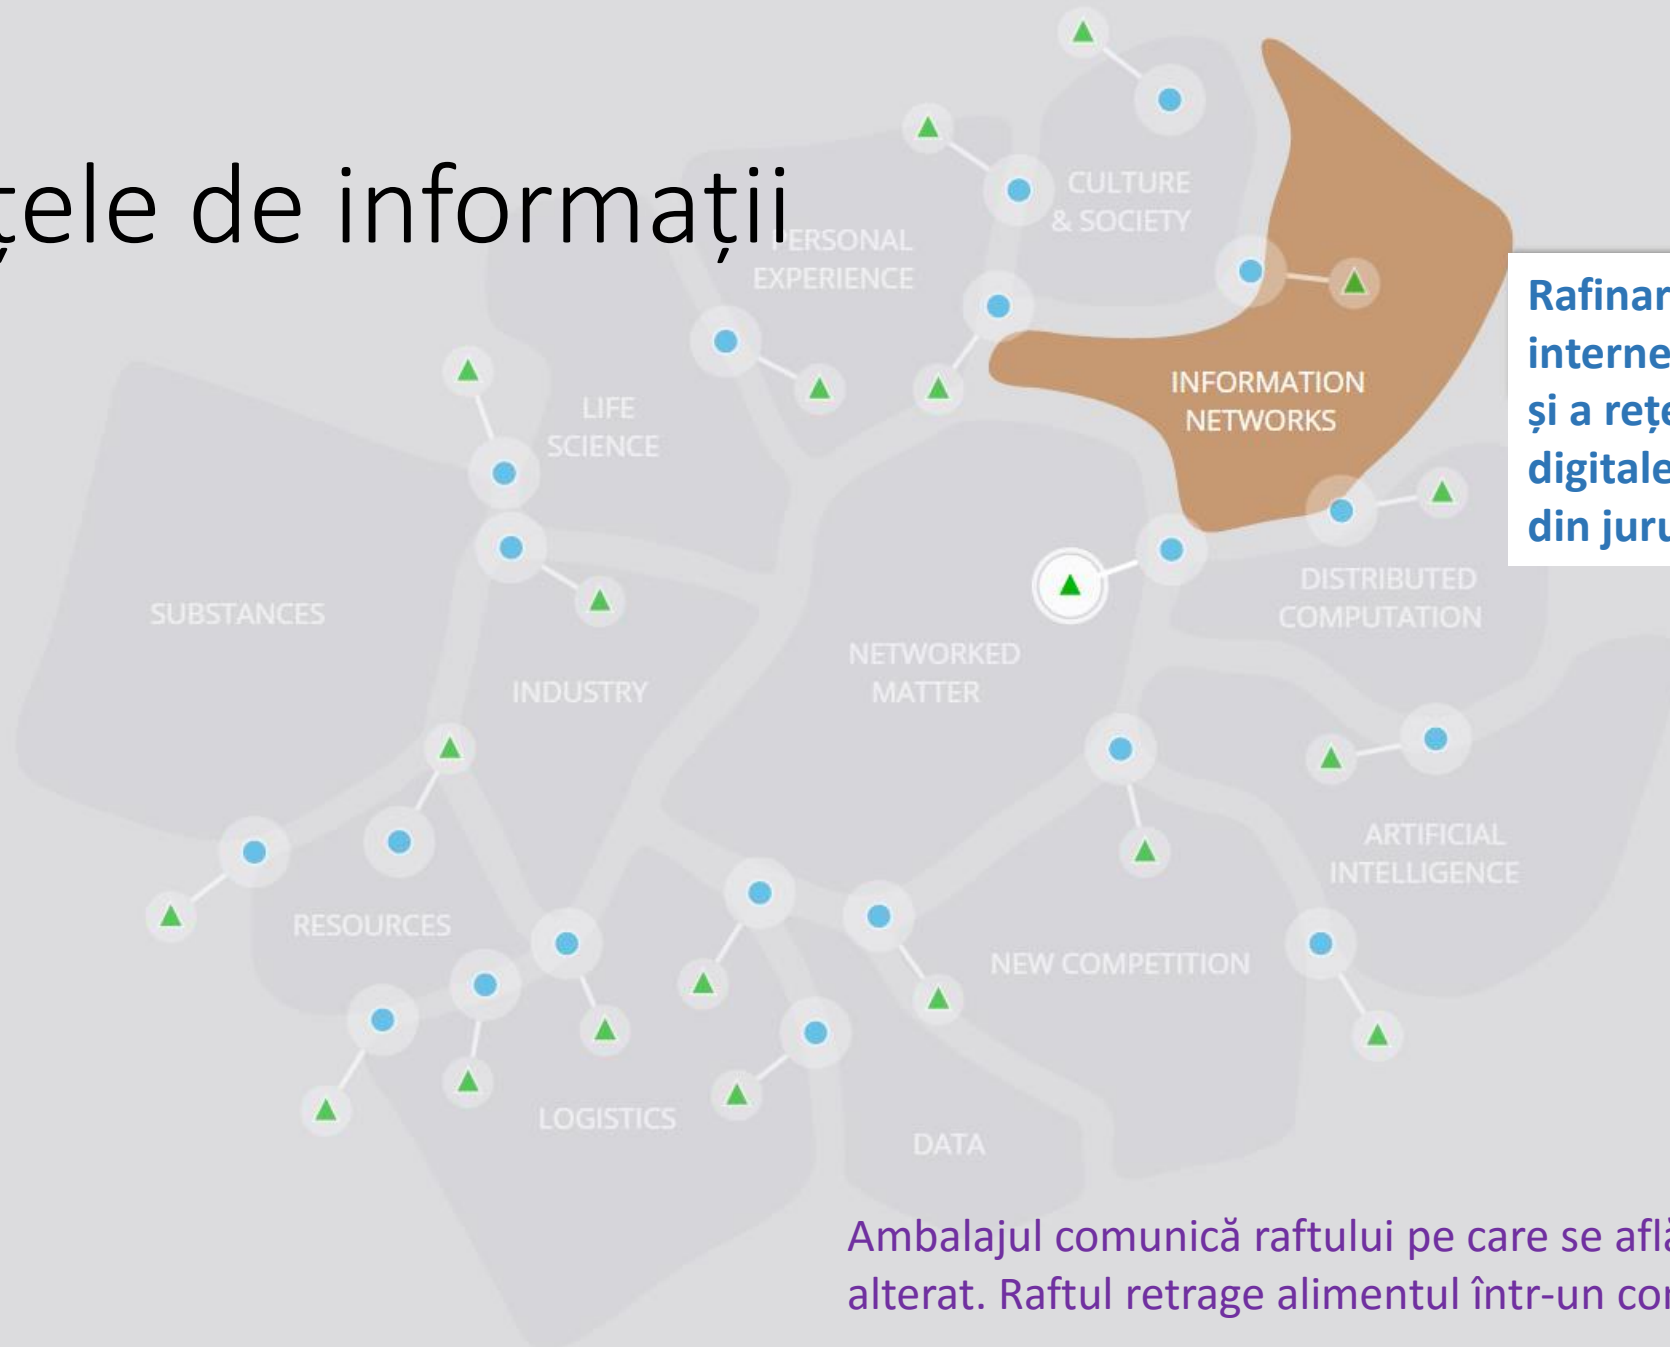 țele de informații
CULTURE
& SOCIETY
PERSONAL
EXPERIENCE
INFORMATION
NETWORKS
LIFE
SCIENCE
Rafinar
interne
și a rețe
digitale
din juru
SUBSTANCES
INDUSTRY
NETWORKED
MATTER
DISTRIBUTED
COMPUTATION
ARTIFICIAL
INTELLIGENCE
RESOURCES
NEW COMPETITION
LOGISTICS
DATA
Ambalajul comunică raftului pe care se află
alterat. Raftul retrage alimentul într-un con